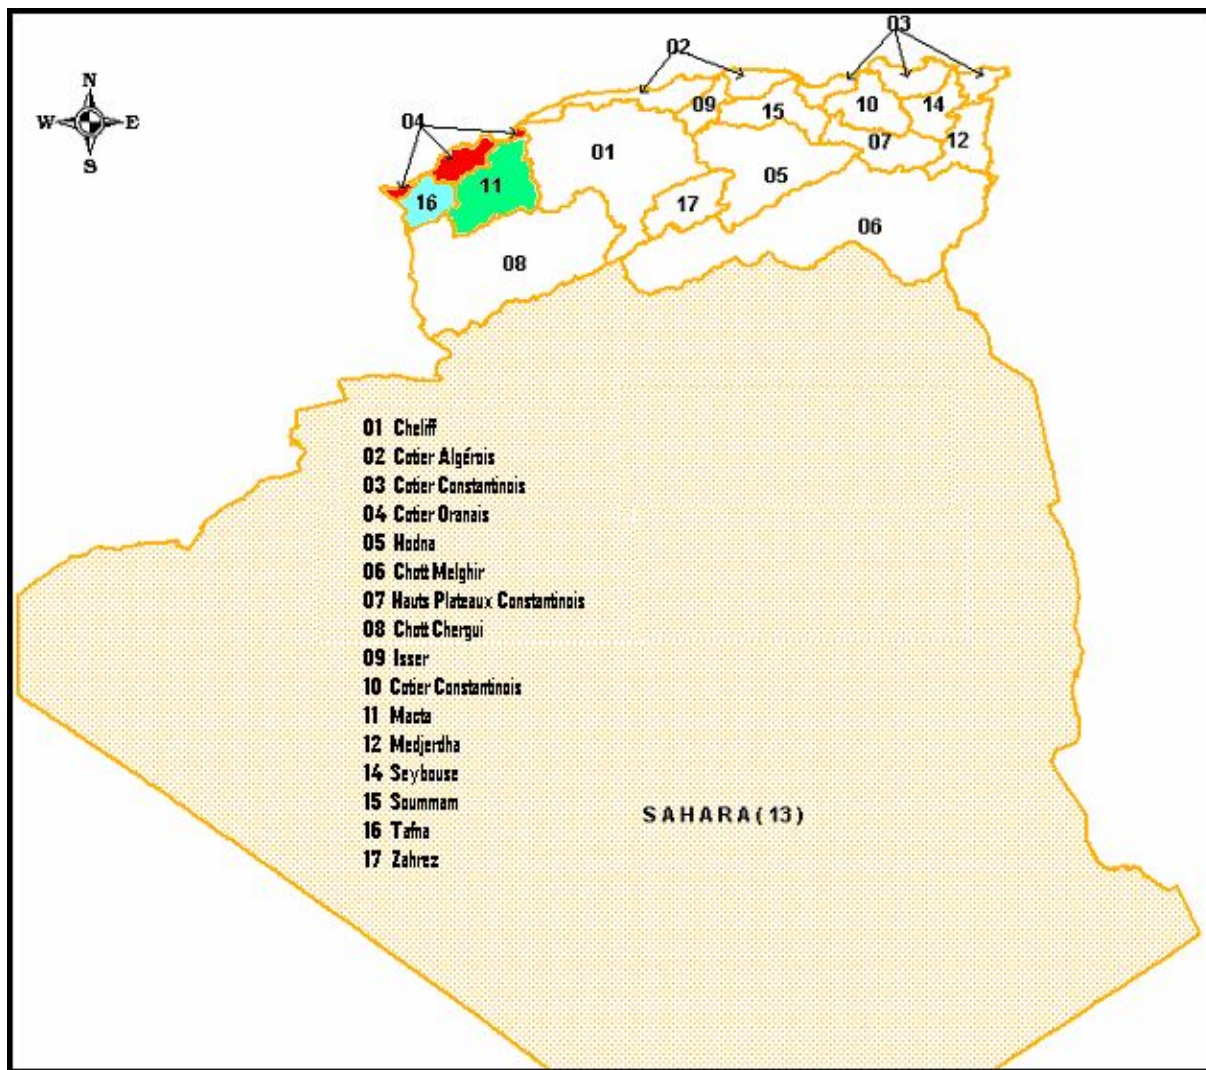 03
02
N
W E
S
04
09
15
10
14
12
07
01
05
11
16
17
06
08
01 Cheliff
02 Cotier Algérois
03 Cotier Constantinois
04 Cotier Oranais
05 Hodna
06 Chott Melghir
07 Hauts Plateaux Constantinois
08 Chott Chergui
09 Isser
10 Cotier Constantinois
11 Macta
12 Medjerdha
14 Seybouse
15 Soummam
16 Tafna
17 Zahrez
SAHARA(13)